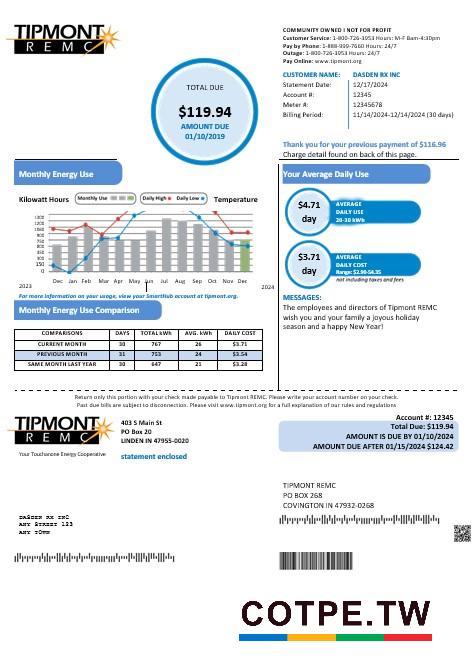 TIPMONT
REMC
COMMUNITY OWNED I NOT FOR PROFIT
Customer Service: 1-800-726-3953 Hours: M-F 8am-4:30pm
Pay by Phone: 1-888-999-7660 Hours: 24/7
Outage: 1-800-726-3953 Hours: 24/7
Pay Online: www.tipmont.org
TOTAL DUE
$119.94
AMOUNT DUE
01/10/2019
CUSTOMER NAME: DASDEN RX INC
Statement Date: 12/17/2024
Account #: 12345
Meter #: 12345678
Billing Period: 11/14/2024-12/14/2024 (30 days)
Thank you for your previous payment of $116.96
Charge detail found on back of this page.
Monthly Energy Use
Kilowatt Hours Monthly Use Daily High Daily Low Temperature
1300
1200
1050
900
750
600
450
300
150
0
Dec Jan Feb Mar Apr May Jun Jul Aug Sep Oct Nov Dec
2023 2024
For more information on your usage, view your SmartHub account at tipmont.org.
Your Average Daily Use
$4.71
day
AVERAGE
DAILY USE
$3.71
day
AVERAGE
DAILY COST
Range: $2.99-$4.35
not including taxes and fees
MESSAGES:
The employees and directors of Tipmont REMC
wish you and your family a joyous holiday
season and a happy New Year!
Monthly Energy Use Comparison
COMPARISONS DAYS TOTAL kWh AVG. kWh DAILY COST
CURRENT MONTH 30 767 26 $3.71
PREVIOUS MONTH 31 753 24 $3.54
SAME MONTH LAST YEAR 30 647 21 $3.28
Return only this portion with your check made payable to Tipmont REMC. Please write your account number on your check.
Past due bills are subject to disconnection. Please visit www.tipmont.org for a full explanation of our rules and regulations
TIPMONT
REMC
Your Touchstone Energy Cooperative
403 S Main St
PO Box 20
LINDEN IN 47955-0020
statement enclosed
Account #: 12345
Total Due: $119.94
AMOUNT IS DUE BY 01/10/2024
AMOUNT DUE AFTER 01/15/2024 $124.42
TIPMONT REMC
PO BOX 268
COVINGTON IN 47932-0268
DASDEN RX INC
ANY STREET 123
ANY TOWN
COTPE.TW